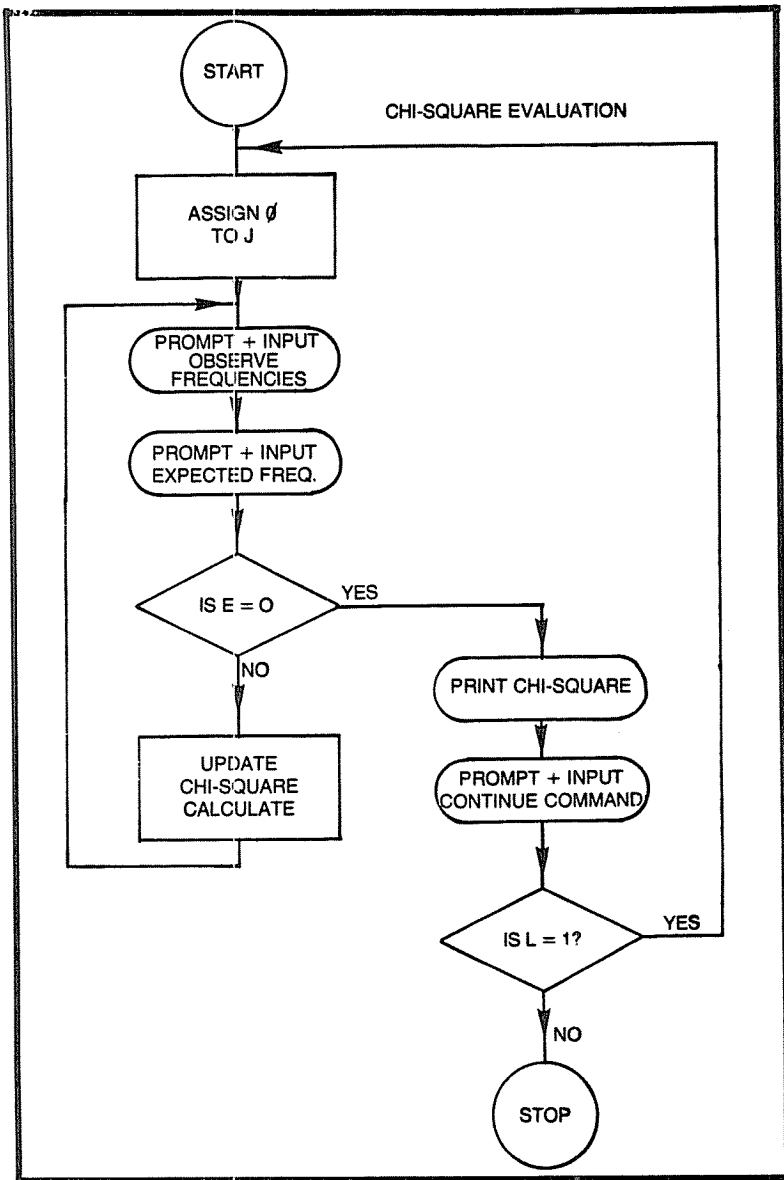 START
CHI-SQUARE EVALUATION
ASSIGN Ø
TO J
PROMPT + INPUT
OBSERVE
FREQUENCIES
PROMPT + INPUT
EXPECTED FREQ.
IS E = O
YES
NO
PRINT CHI-SQUARE
UPDATE
CHI-SQUARE
CALCULATE
PROMPT + INPUT
CONTINUE COMMAND
IS L = 1?
YES
NO
STOP